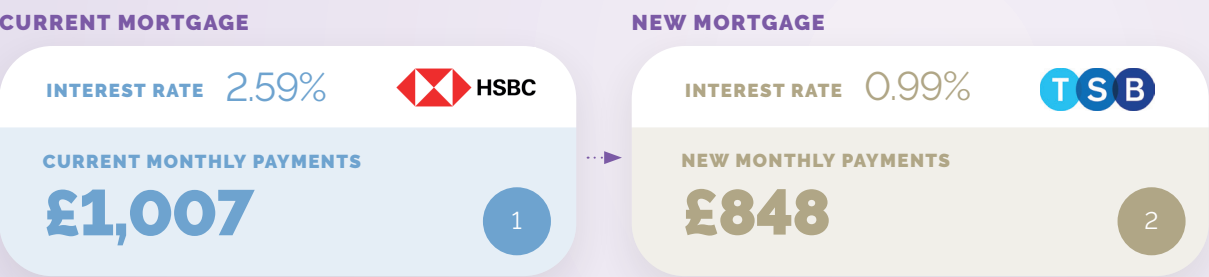 CURRENT MORTGAGE
INTEREST RATE 2.59% HSBC
CURRENT MONTHLY PAYMENTS
£1,007
1
NEW MORTGAGE
INTEREST RATE 0.99% TSB
NEW MONTHLY PAYMENTS
£848
2